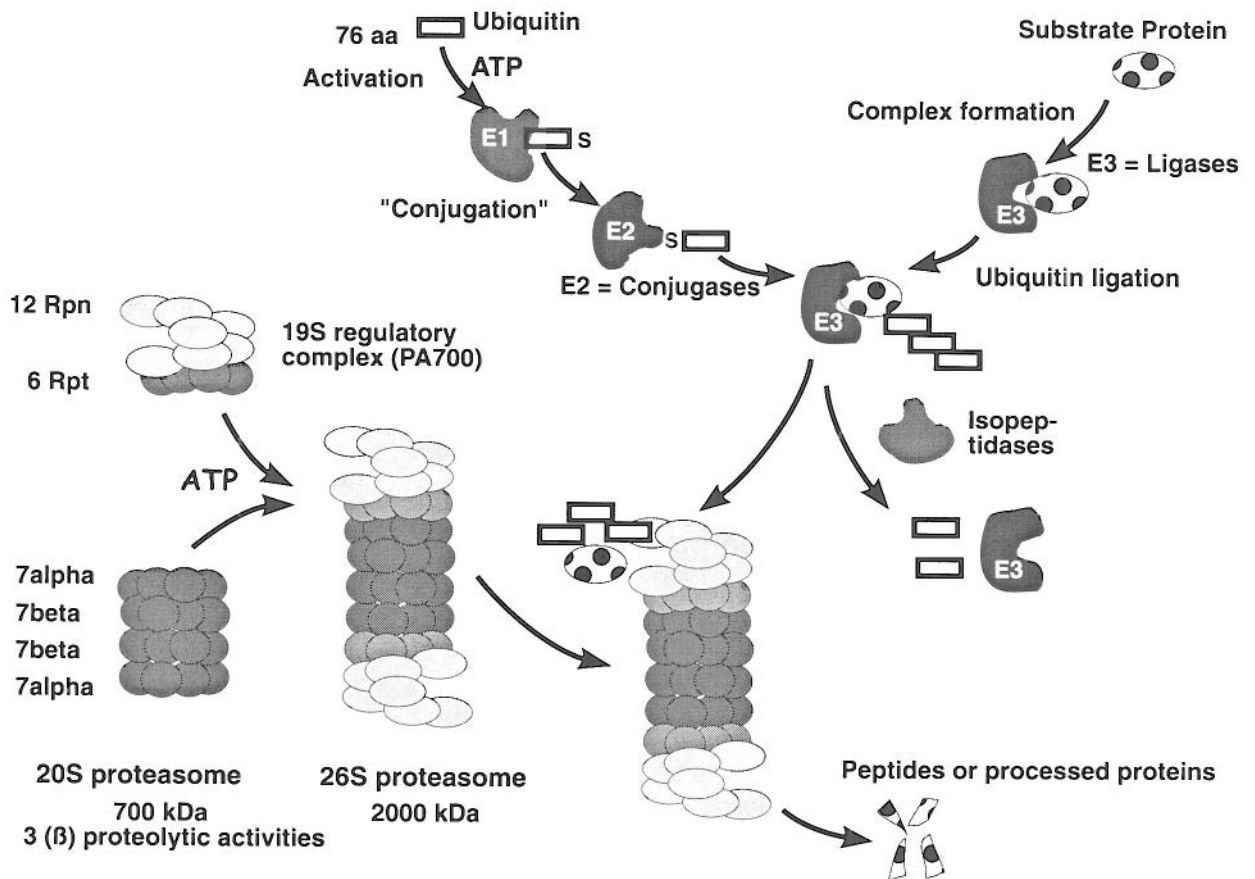 76 aa
Ubiquitin
Activation
ATP
E1
S
"Conjugation"
E2
S
E2 = Conjugases
Substrate Protein
Complex formation
E3 = Ligases
E3
Ubiquitin ligation
E3
12 Rpn
19S regulatory
complex (PA700)
6 Rpt
ATP
Isopep-
tidases
E3
7alpha
7beta
7beta
7alpha
20S proteasome
700 kDa
3 (ß) proteolytic activities
26S proteasome
2000 kDa
Peptides or processed proteins